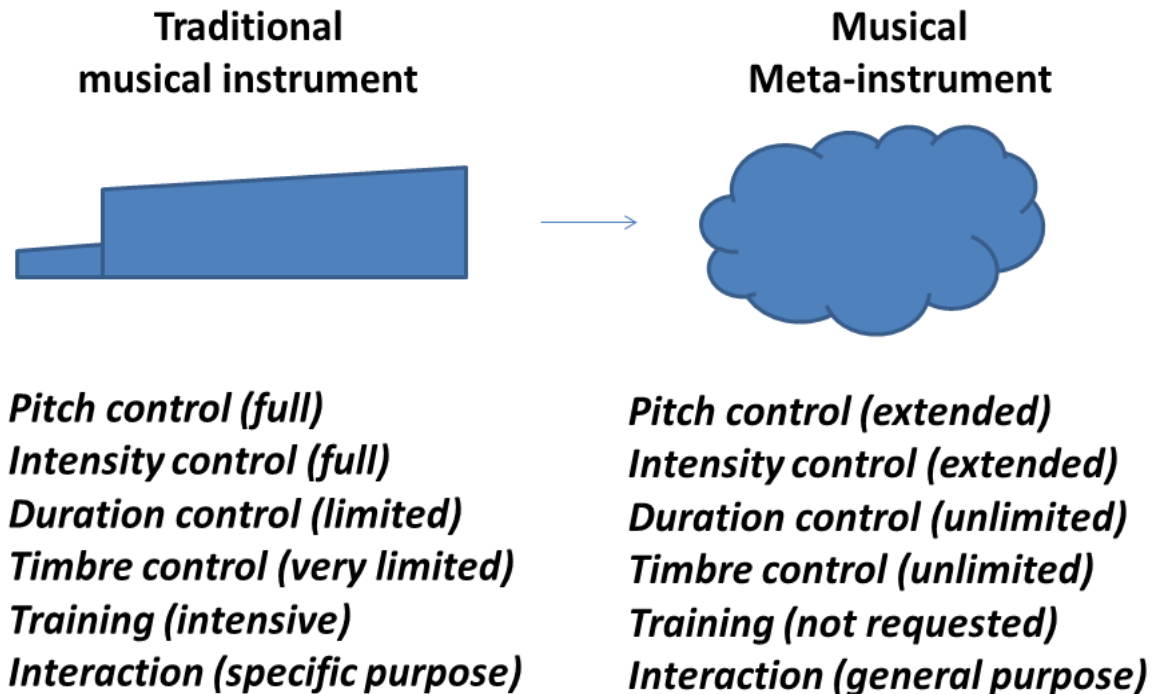 Traditional
musical instrument
Musical
Meta-instrument
Pitch control (full)
Intensity control (full)
Duration control (limited)
Timbre control (very limited)
Training (intensive)
Interaction (specific purpose)
Pitch control (extended)
Intensity control (extended)
Duration control (unlimited)
Timbre control (unlimited)
Training (not requested)
Interaction (general purpose)